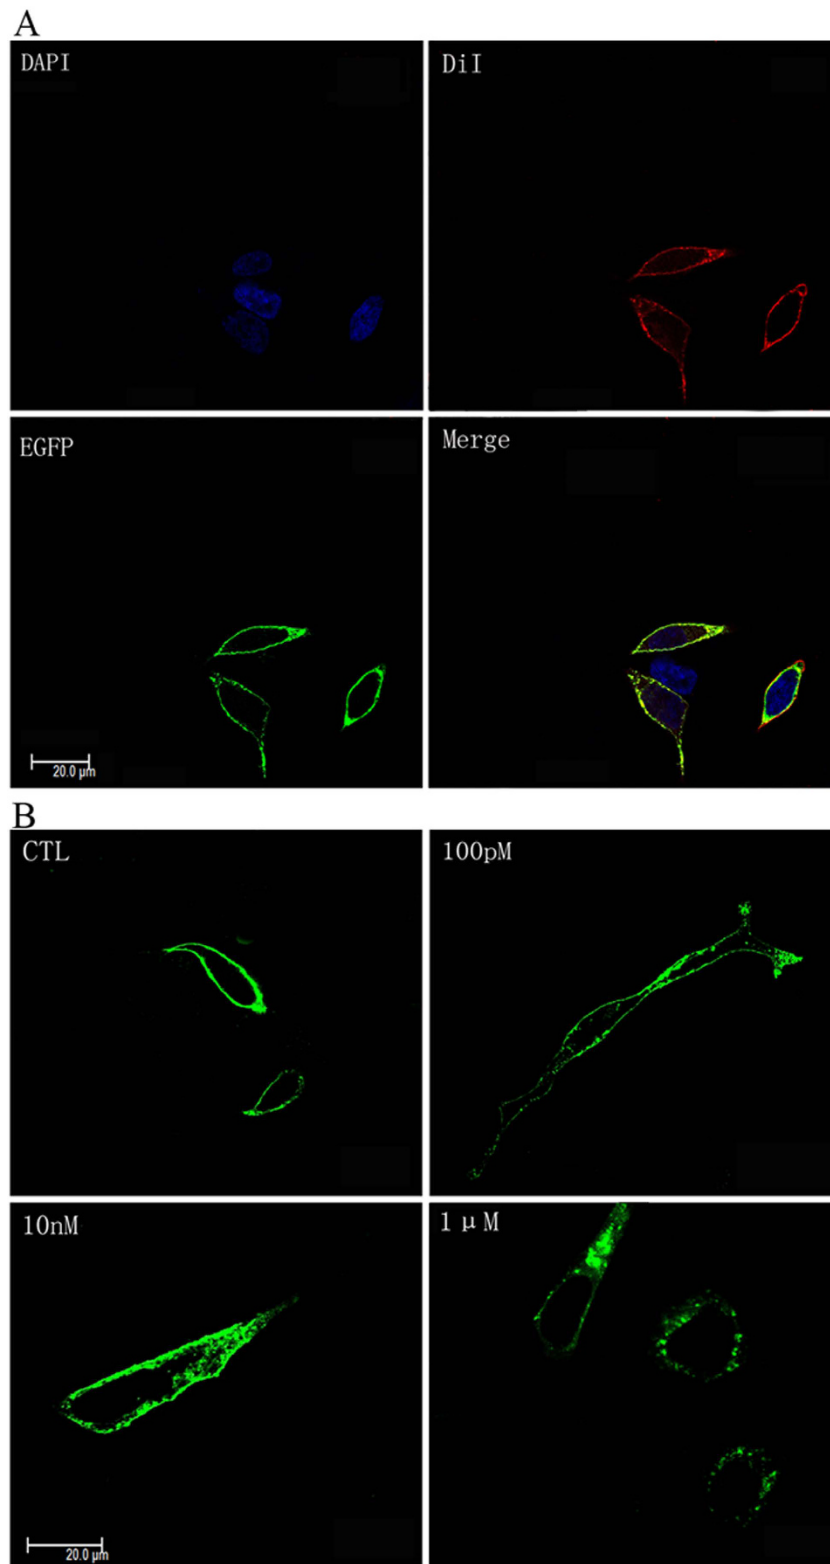 A
DAPI
DiI
EGFP
Merge
20.0 µm
B
CTL
100pM
10nM
1 µM
20.0 µm